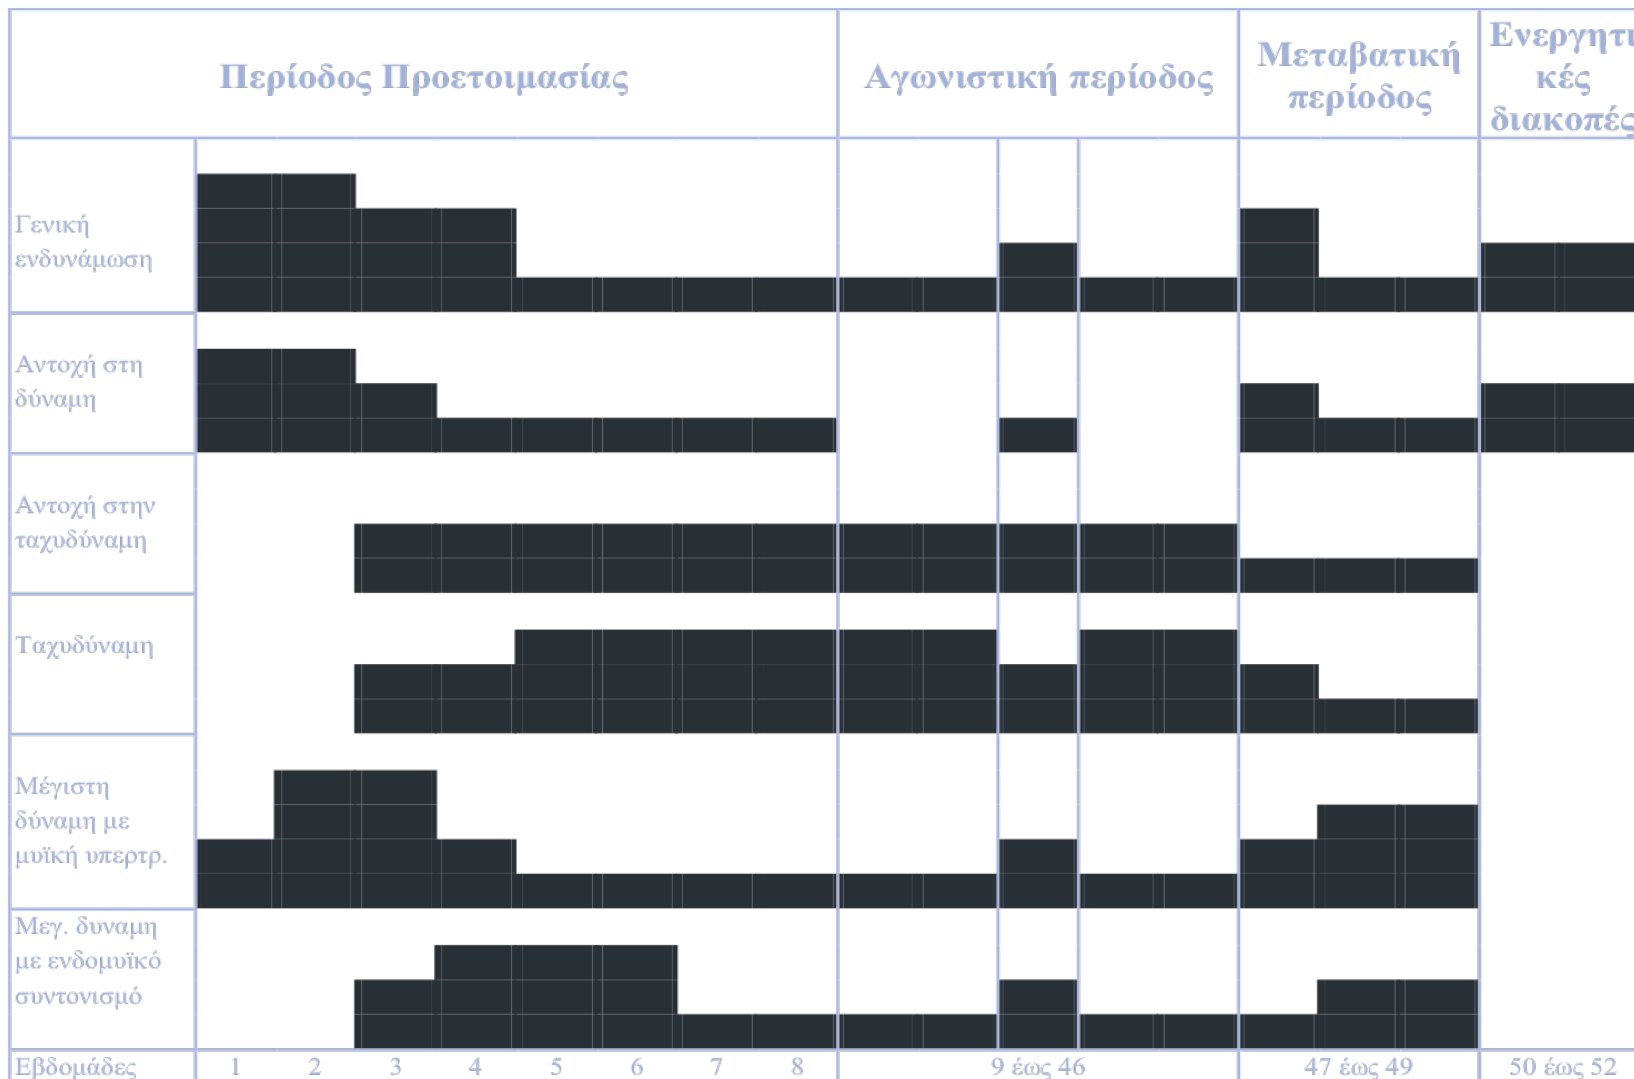 Περίοδος Προετοιμασίας
Αγωνιστική περίοδος
Μεταβατική
περίοδος
Ενεργητι
κές
διακοπές
Γενική
ενδυνάμωση
Αντοχή στη
δύναμη
Αντοχή στην
ταχυδύναμη
Ταχυδύναμη
Μέγιστη
δύναμη με
μυϊκή υπερτρ.
Μεγ. δυναμη
με ενδομυϊκό
συντονισμό
Εβδομάδες 1 2 3 4 5 6 7 8 9 έως 46 47 έως 49 50 έως 52